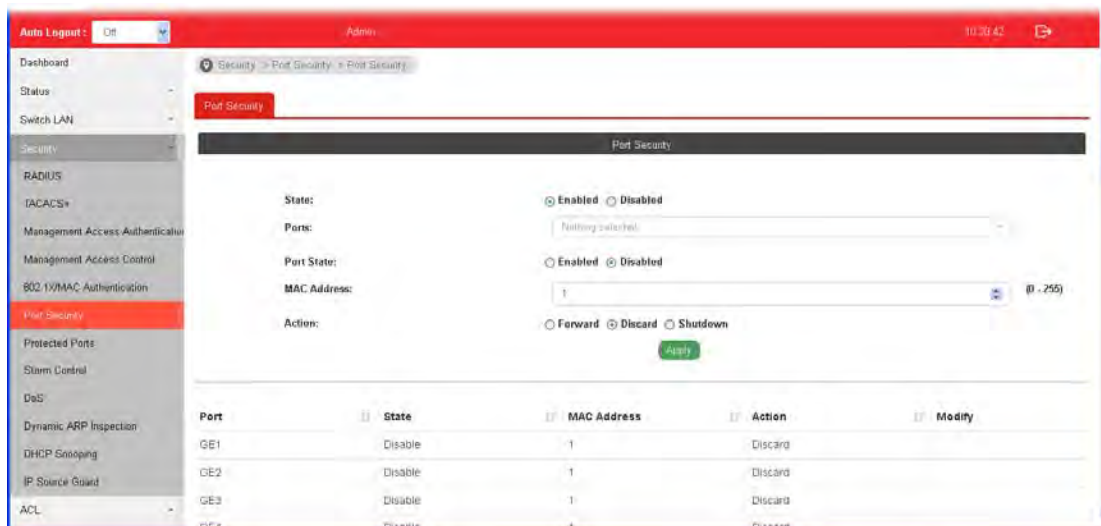 Auto Logout : Off Admin 10:20:42
Dashboard
Status
Switch LAN
Security
RADIUS
TACACS+
Management Access Authentication
Management Access Control
802.1X/MAC Authentication
Port Security
Protected Ports
Storm Control
DoS
Dynamic ARP Inspection
DHCP Snooping
IP Source Guard
ACL
Security > Port Security > Port Security
Port Security
Port Security
State: Enabled Disabled
Ports: Nothing selected
Port State: Enabled Disabled
MAC Address: 1 (0 - 255)
Action: Forward Discard Shutdown
Apply
Port State MAC Address Action Modify
GE1 Disable 1 Discard
GE2 Disable 1 Discard
GE3 Disable 1 Discard